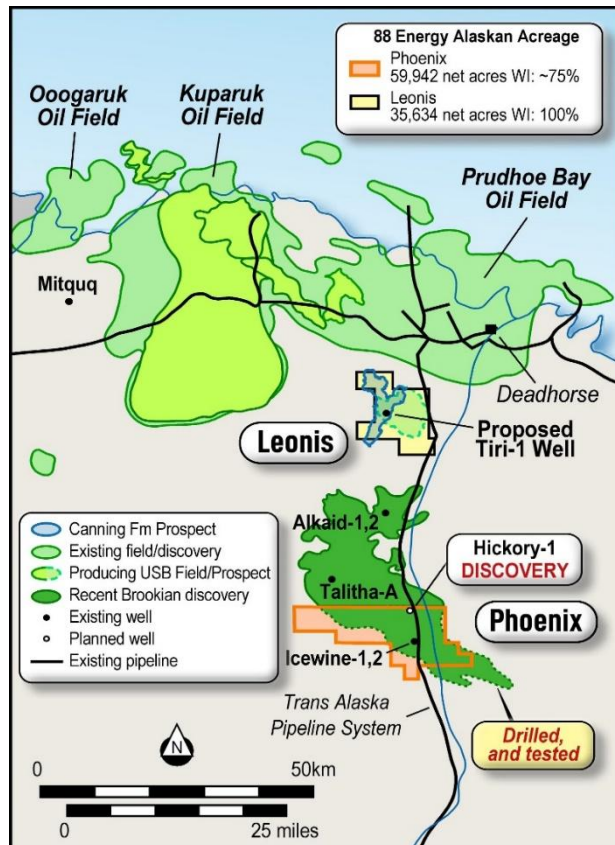 88 Energy Alaskan Acreage
Phoenix
59,942 net acres WI: ~75%
Leonis
35,634 net acres WI: 100%
Ooogaruk
Oil Field
Kuparuk
Oil Field
Prudhoe Bay
Oil Field
Mitquq
Deadhorse
Leonis
Proposed
Tiri-1 Well
Alkaid-1,2
Canning Fm Prospect
Existing field/discovery
Producing USB Field/Prospect
Recent Brookian discovery
Existing well
Planned well
Existing pipeline
Hickory-1
DISCOVERY
Talitha-A
Phoenix
Icewine-1,2
Trans Alaska
Pipeline System
Drilled,
and tested
N
0 50km
0 25 miles